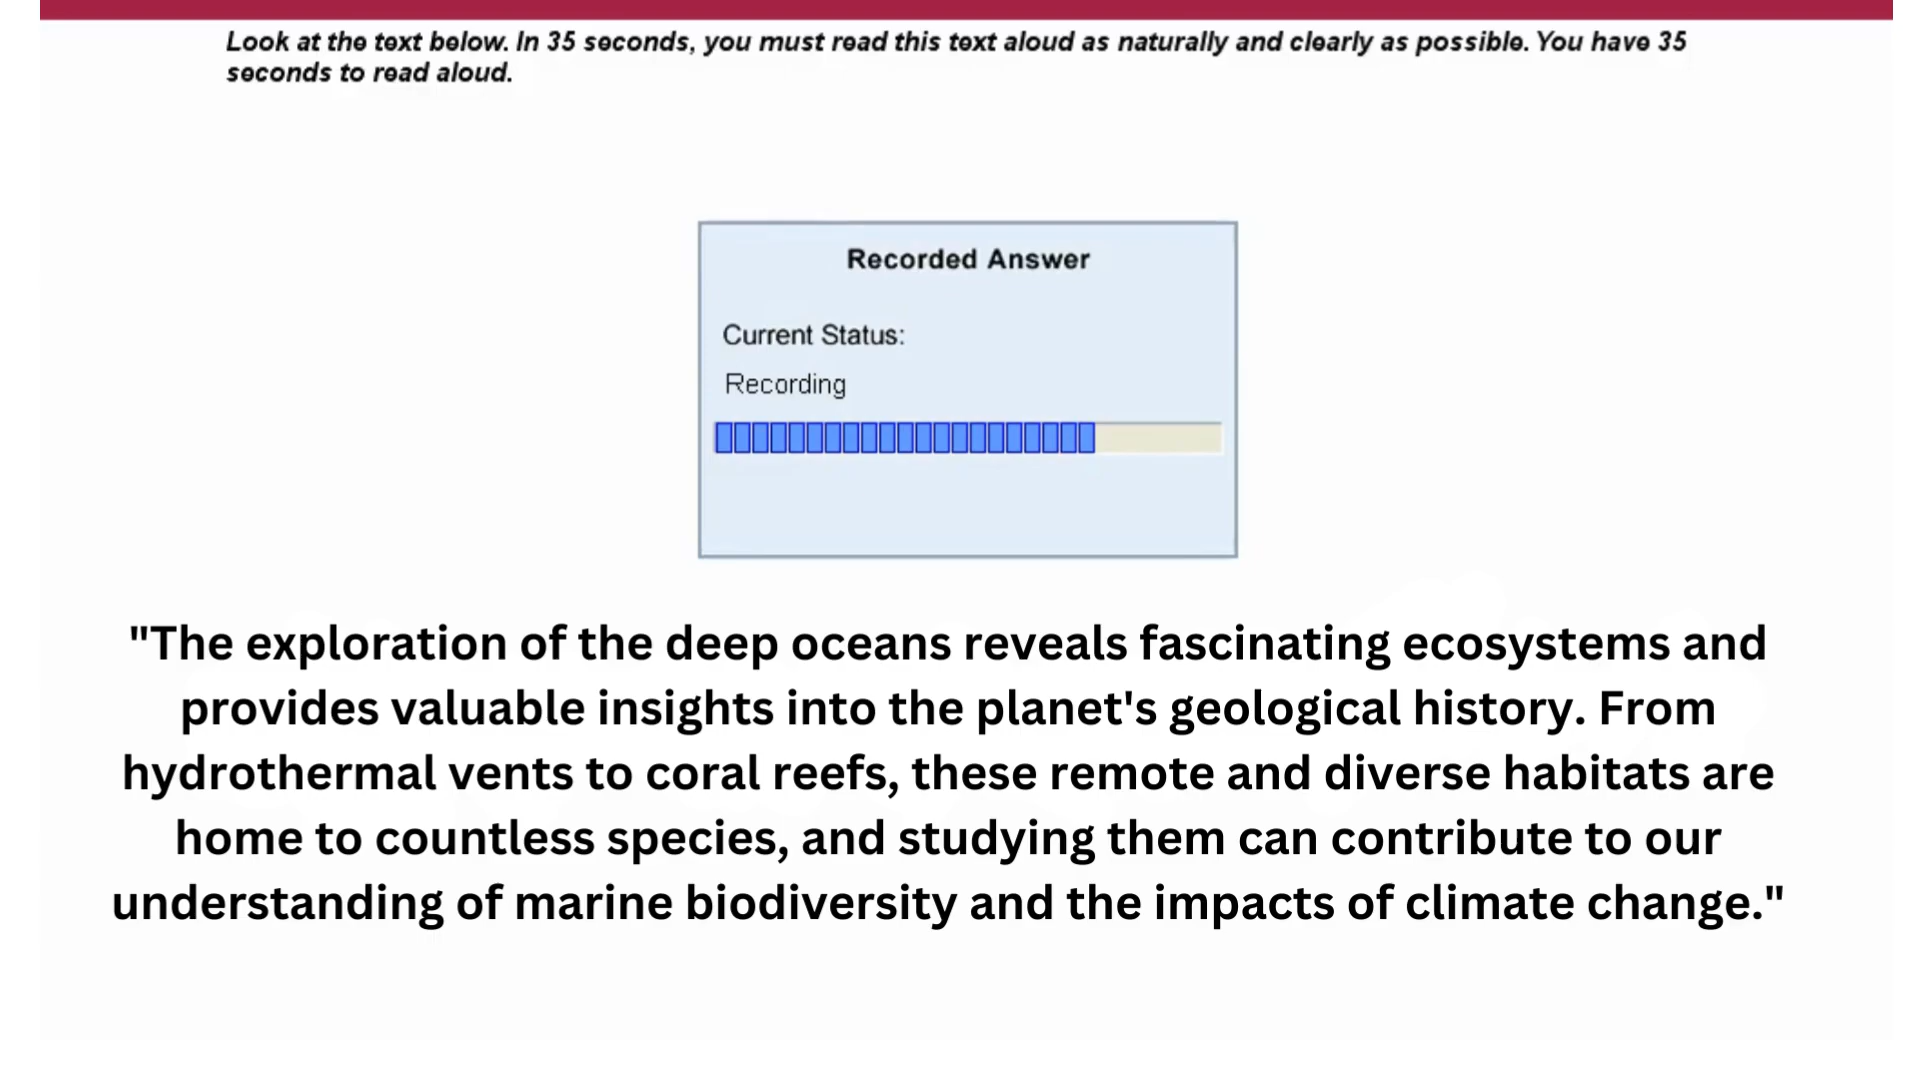 Look at the text below. In 35 seconds, you must read this text aloud as naturally and clearly as possible. You have 35
seconds to read aloud.
Recorded Answer
Current Status:
Recording
"The exploration of the deep oceans reveals fascinating ecosystems and
provides valuable insights into the planet's geological history. From
hydrothermal vents to coral reefs, these remote and diverse habitats are
home to countless species, and studying them can contribute to our
understanding of marine biodiversity and the impacts of climate change."